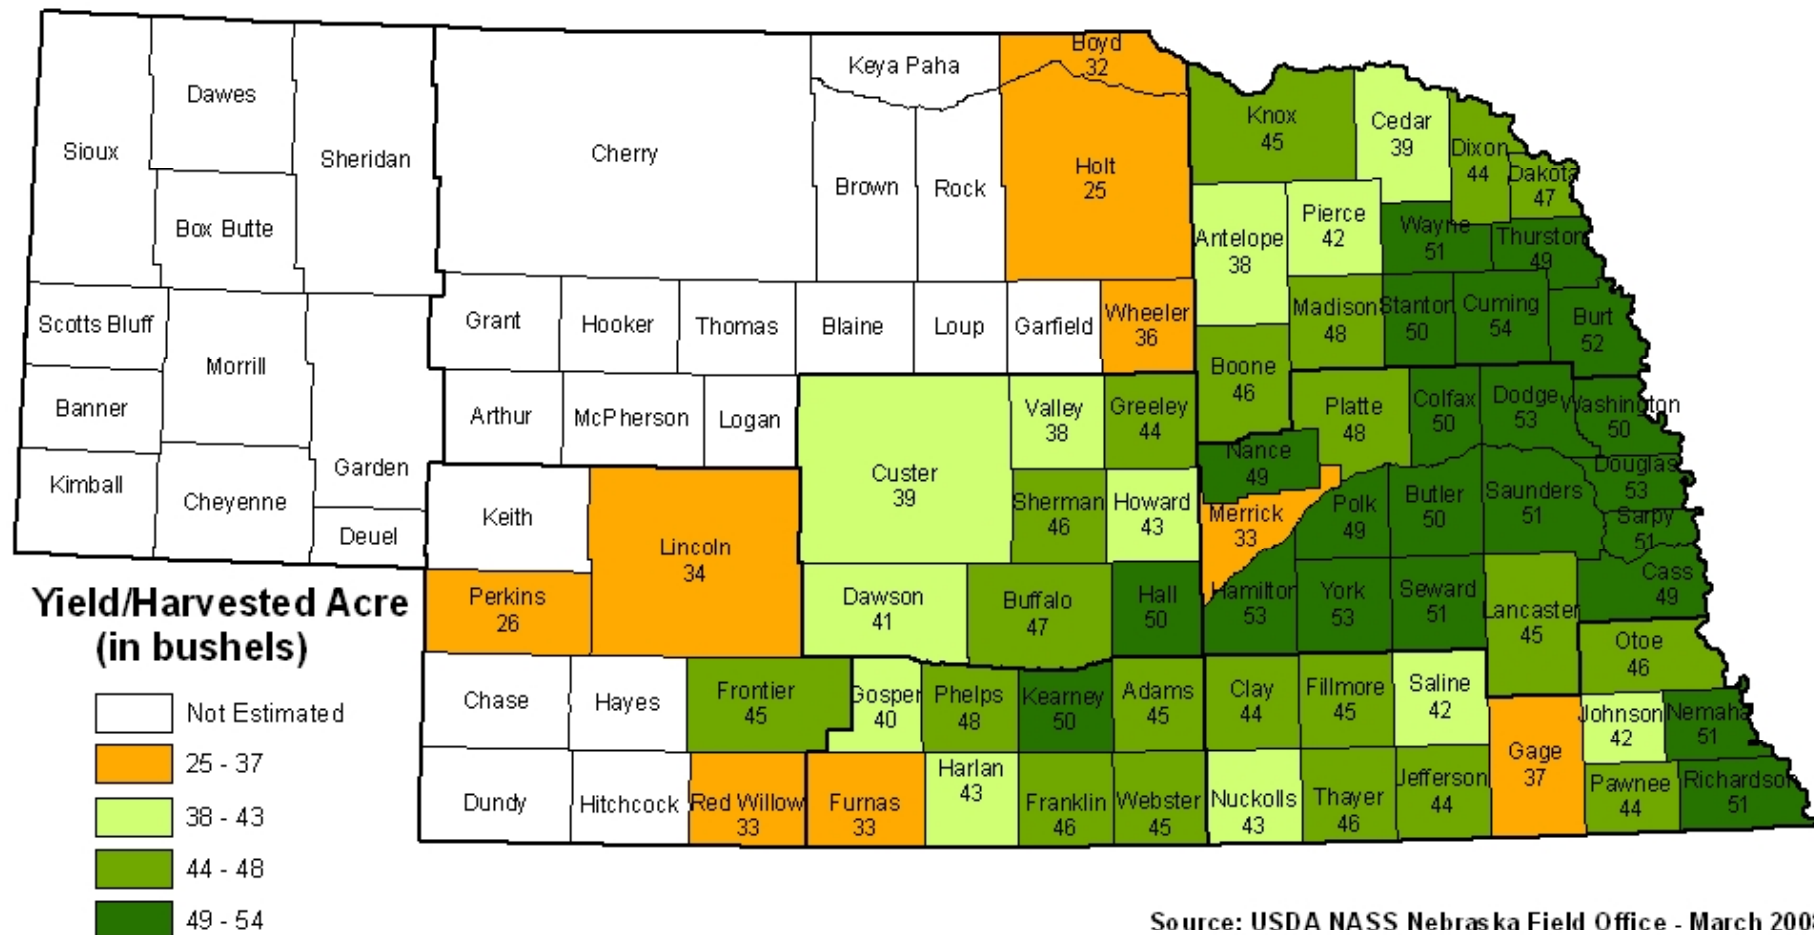 Boyd
32
Keya Paha
Dawes
Knox
45
Cedar
39
Sioux
Sheridan
Cherry
Holt
25
Dixon
44
Dakota
47
Brown
Rock
Box Butte
Antelope
38
Pierce
42
Wayne
51
Thurston
49
Scotts Bluff
Grant
Hooker
Thomas
Blaine
Loup
Garfield
Wheeler
36
Madison
48
Stanton
50
Cuming
54
Burt
52
Morrill
Boone
46
Banner
Arthur
McPherson
Logan
Valley
38
Greeley
44
Platte
48
Colfax
50
Dodge
53
Washington
50
Kimball
Cheyenne
Garden
Deuel
Keith
Lincoln
34
Custer
39
Sherman
46
Howard
43
Nance
49
Merrick
33
Polk
49
Butler
50
Saunders
51
Douglas
53
Sarpy
51
Cass
49
Perkins
26
Dawson
41
Buffalo
47
Hall
50
Hamilton
53
York
53
Seward
51
Lancaster
45
Otoe
46
Chase
Hayes
Frontier
45
Gosper
40
Phelps
48
Kearney
50
Adams
45
Clay
44
Fillmore
45
Saline
42
Gage
37
Johnson
42
Nemaha
51
Dundy
Hitchcock
Red Willow
33
Furnas
33
Harlan
43
Franklin
46
Webster
45
Nuckolls
43
Thayer
46
Jefferson
44
Pawnee
44
Richardson
51
Yield/Harvested Acre
(in bushels)
Not Estimated
25 - 37
38 - 43
44 - 48
49 - 54
Source: USDA NASS Nebraska Field Office - March 2008